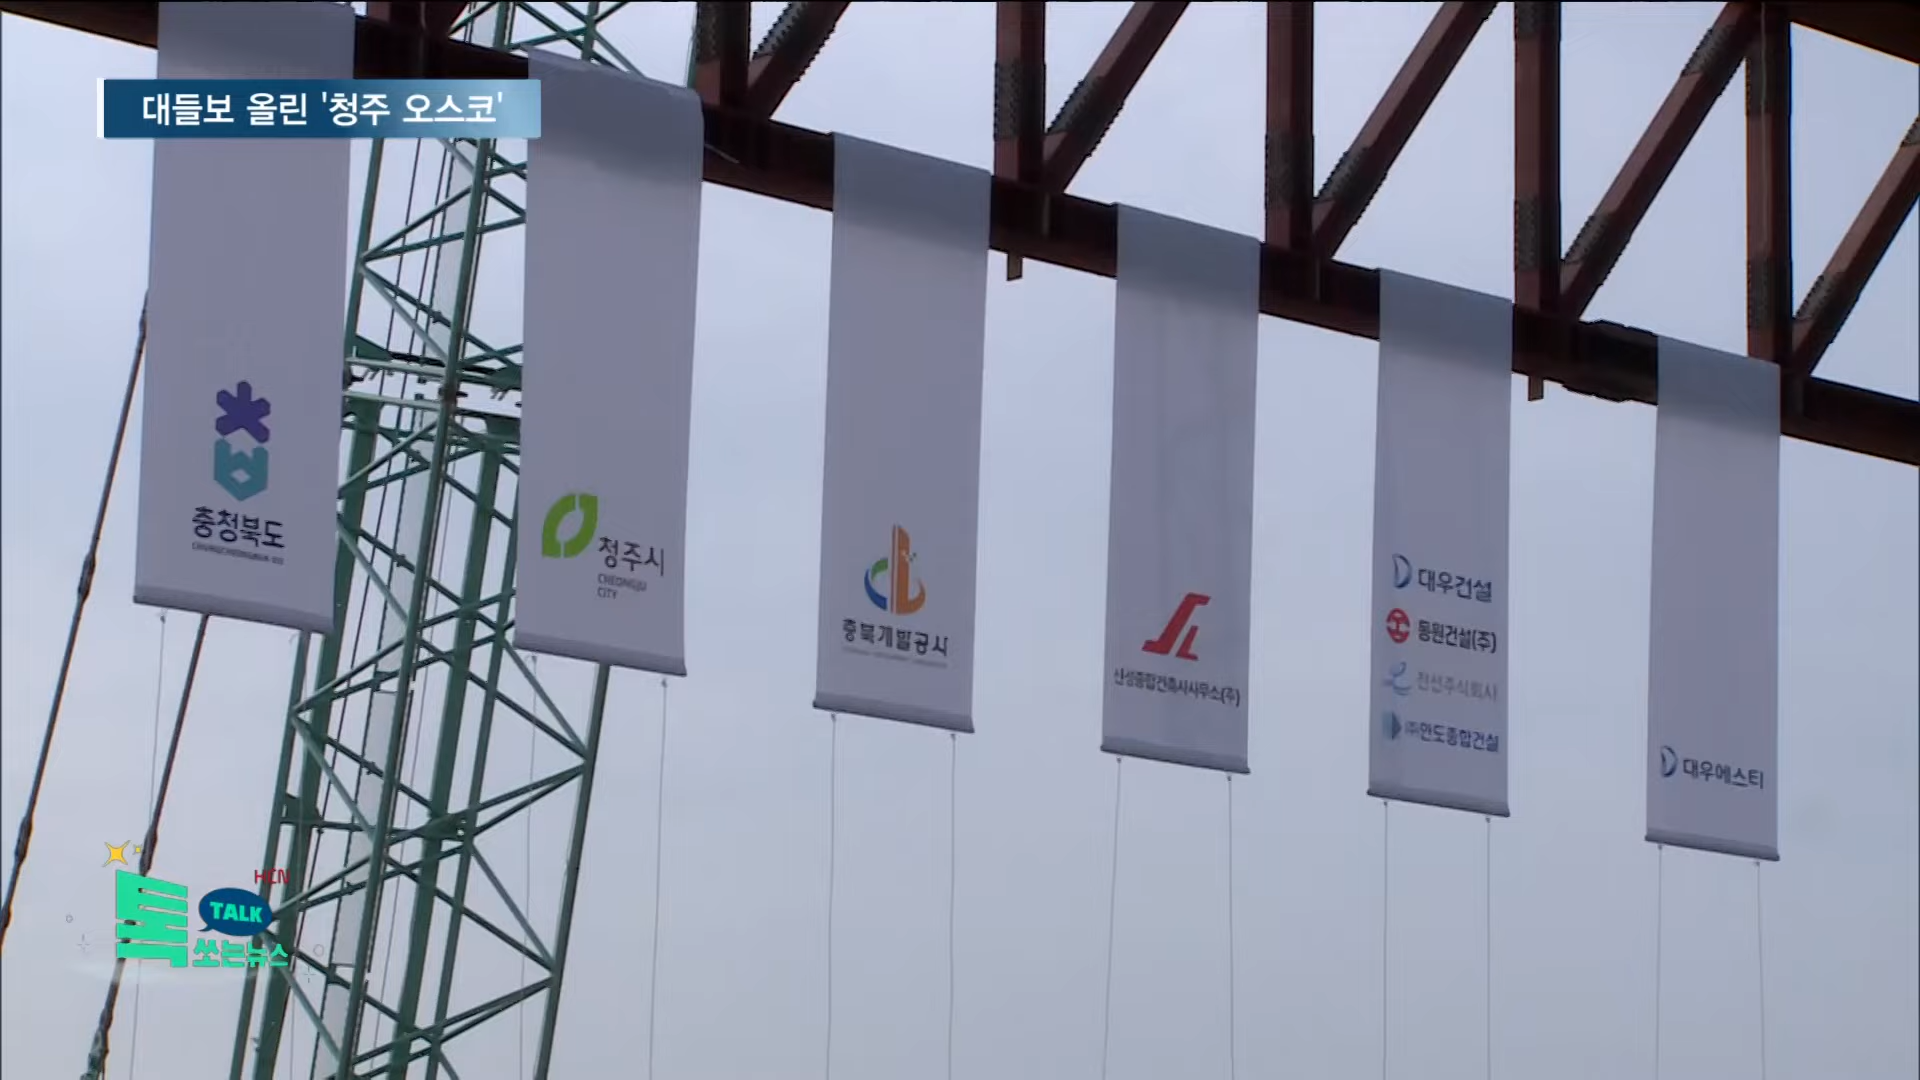 대들보 올린 '청주 오스코'
충청북도
CHUNGCHEONGBUK-DO
청주시
CHEONGJU
CITY
충북개발공사
신성종합건축사사무소(주)
대우건설
동원건설(주)
전선주식회사
(주)안도종합건설
대우에스티
HCN
톡
TALK
쏘는뉴스